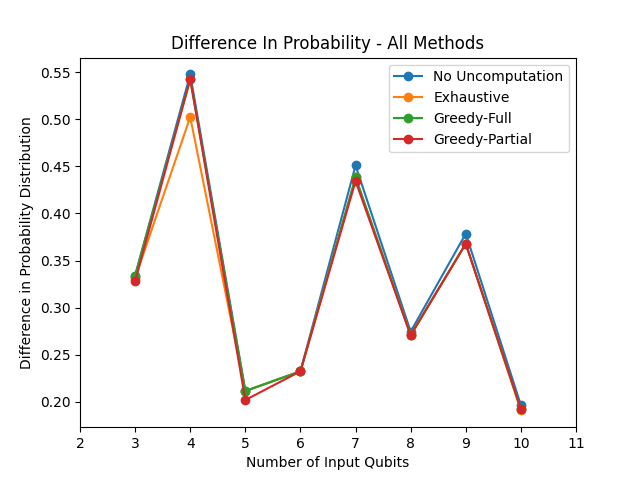 Difference In Probability - All Methods
No Uncomputation
Exhaustive
Greedy-Full
Greedy-Partial
Difference in Probability Distribution
0.55
0.50
0.45
0.40
0.35
0.30
0.25
0.20
2 3 4 5 6 7 8 9 10 11
Number of Input Qubits